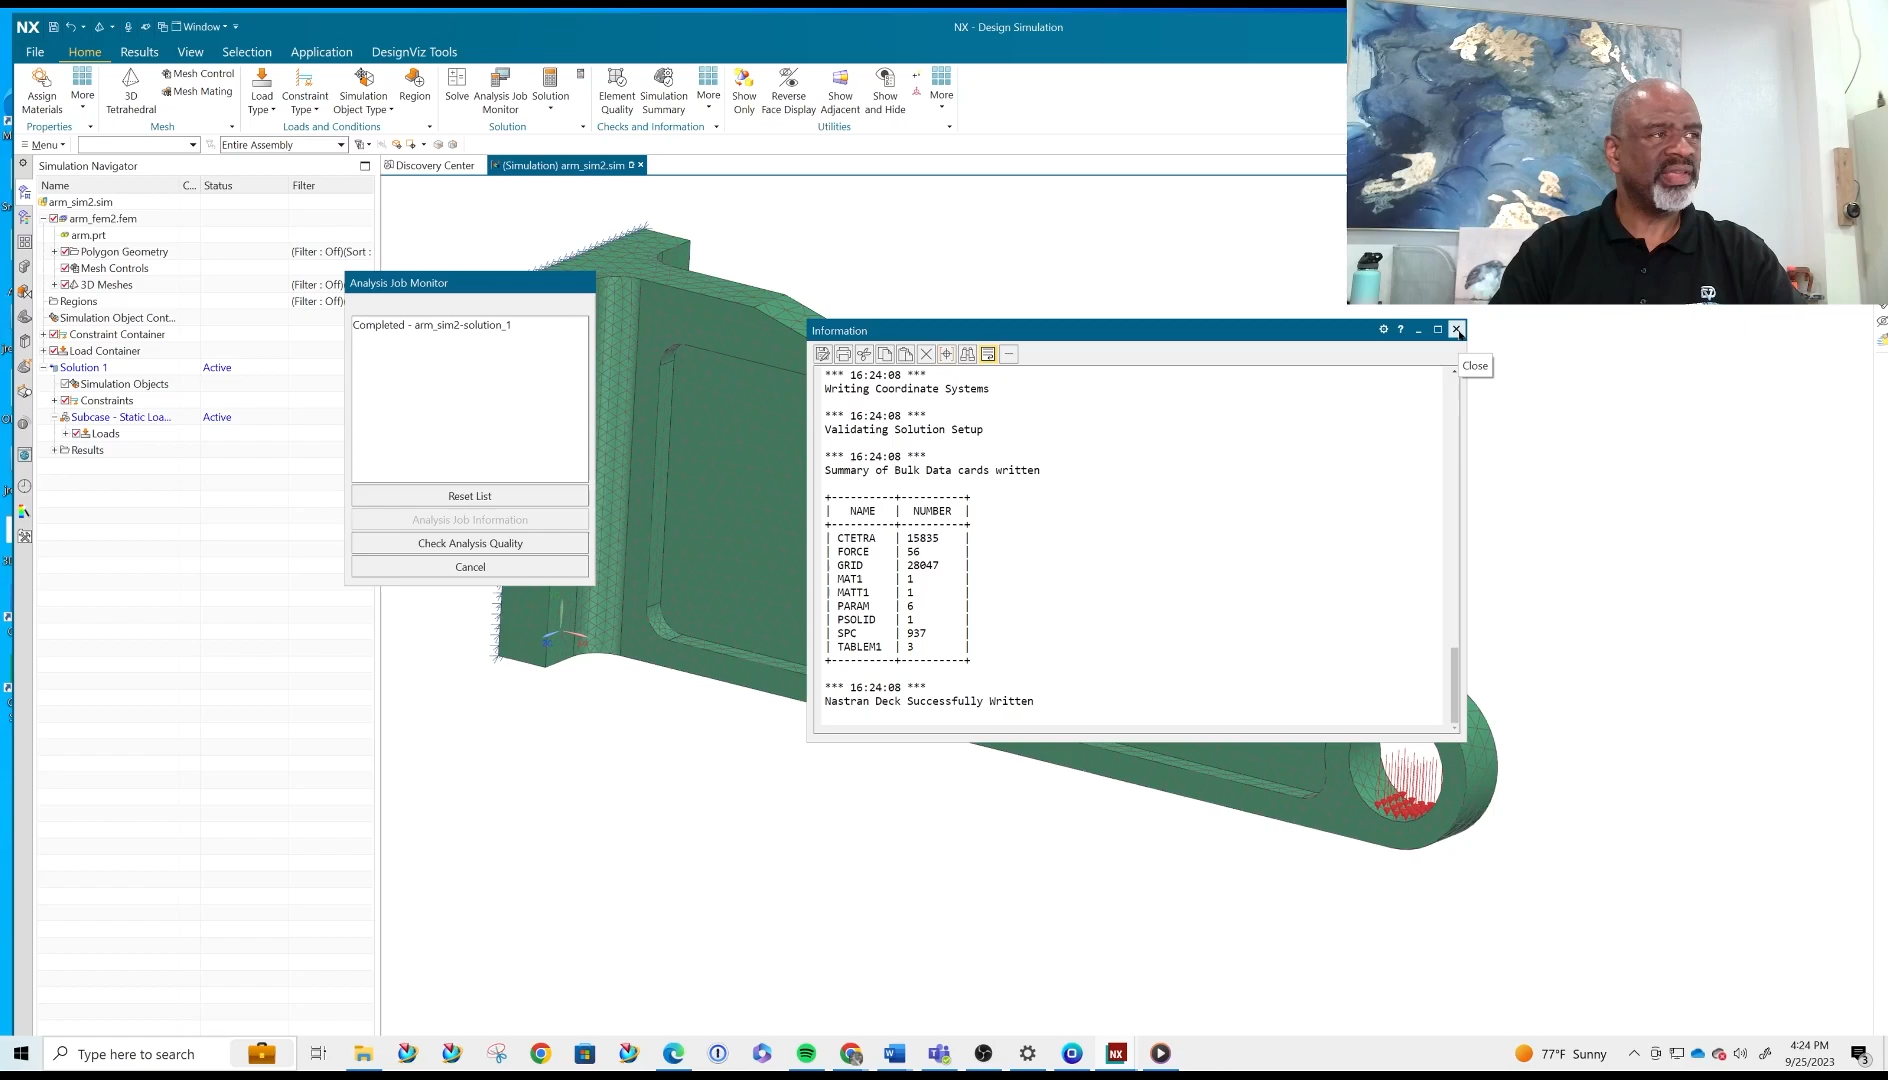 NX
Window
NX - Design Simulation
File Home Results View Selection Application DesignViz Tools
Assign Materials
More
3D Tetrahedral
Mesh Control
Mesh Mating
Load Type
Constraint Type
Simulation Object Type
Region
Solve
Analysis Job Monitor
Solution
Element Quality
Simulation Summary
More
Show Only
Reverse Face Display
Show Adjacent
Show and Hide
More
Properties Mesh Loads and Conditions Solution Checks and Information Utilities
Menu
Entire Assembly
Simulation Navigator
Discovery Center
(Simulation) arm_sim2.sim
Name C... Status Filter
arm_sim2.sim
arm_fem2.fem
arm.prt
Polygon Geometry (Filter : Off)(Sort :
Mesh Controls
3D Meshes (Filter : Off)
Regions (Filter : Off)
Simulation Object Cont...
Constraint Container
Load Container
Solution 1 Active
Simulation Objects
Constraints
Subcase - Static Loa... Active
Loads
Results
Analysis Job Monitor
Completed - arm_sim2-solution_1
Reset List
Analysis Job Information
Check Analysis Quality
Cancel
Information
Close
*** 16:24:08 ***
Writing Coordinate Systems
*** 16:24:08 ***
Validating Solution Setup
*** 16:24:08 ***
Summary of Bulk Data cards written
+----------+----------+
| NAME | NUMBER |
+----------+----------+
| CTETRA | 15835 |
| FORCE | 56 |
| GRID | 28047 |
| MAT1 | 1 |
| MATT1 | 1 |
| PARAM | 6 |
| PSOLID | 1 |
| SPC | 937 |
| TABLEM1 | 3 |
+----------+----------+
*** 16:24:08 ***
Nastran Deck Successfully Written
Type here to search
NX
77°F Sunny
4:24 PM
9/25/2023
3